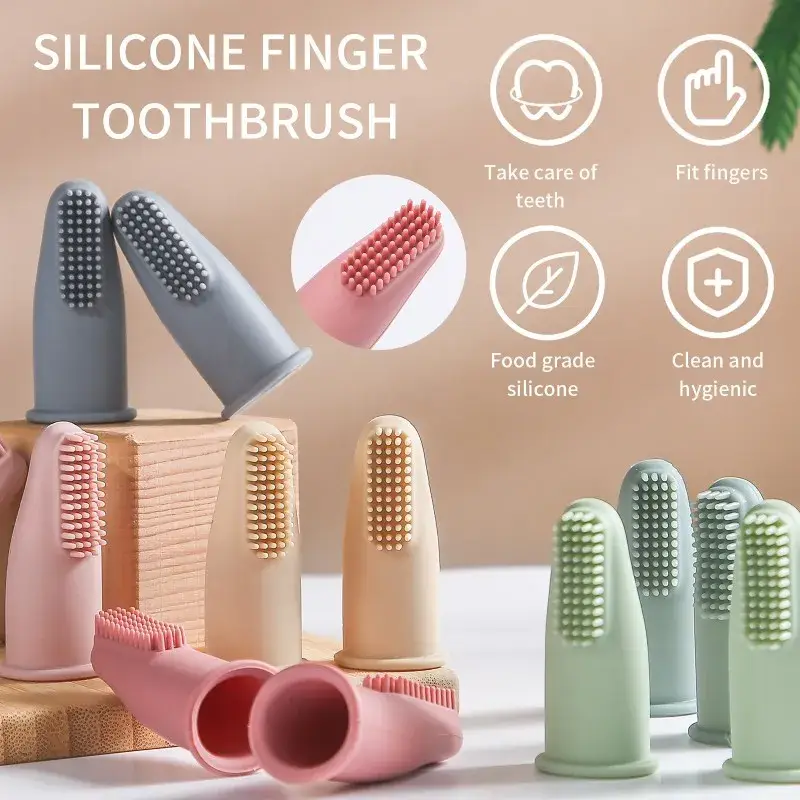 SILICONE FINGER
TOOTHBRUSH
Take care of
teeth
Fit fingers
Food grade
silicone
Clean and
hygienic